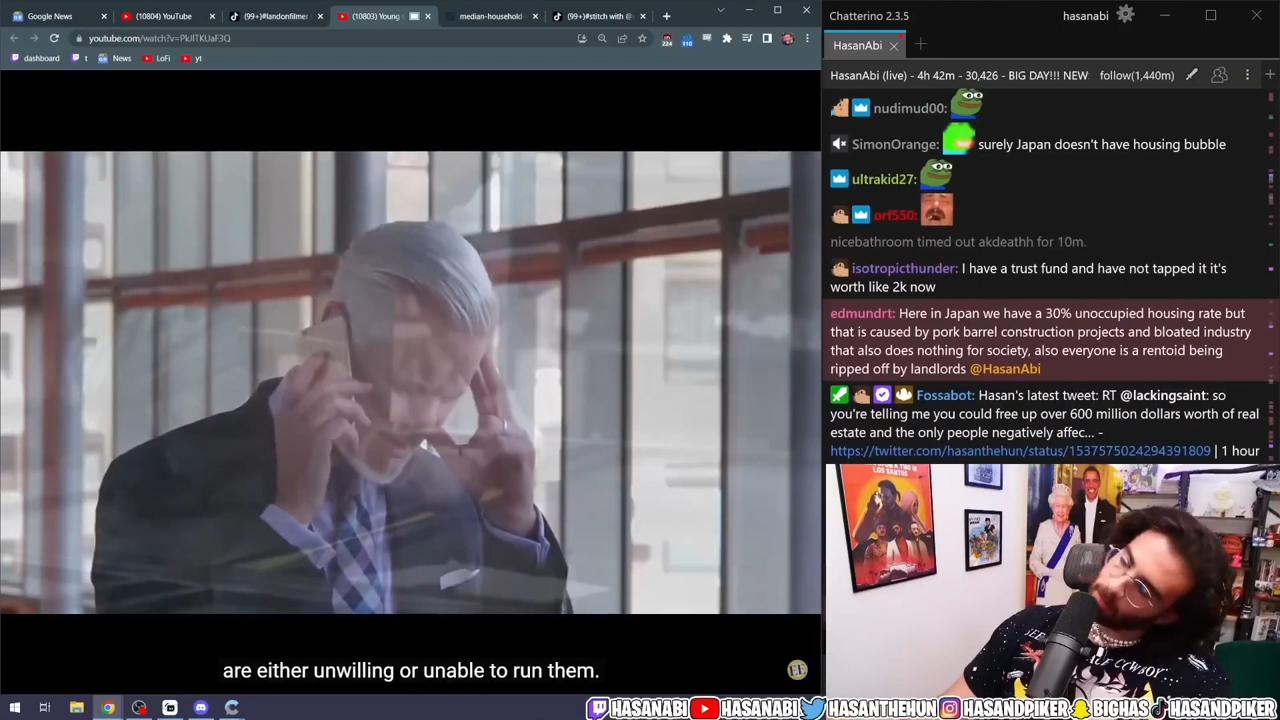 Google News
(10804) YouTube
(99+)#landonfilmer
(10803) Young
median-household
(99+)#stitch with @
youtube.com/watch?v=PkJlTKUaF3Q
224
110
dashboard
t
News
LoFi
yt
are either unwilling or unable to run them.
EE
Chatterino 2.3.5
hasanabi
HasanAbi
HasanAbi (live) - 4h 42m - 30,426 - BIG DAY!!! NEW
follow(1,440m)
nudimud00:
SimonOrange: surely Japan doesn't have housing bubble
ultrakid27:
orf550:
nicebathroom timed out akdeathh for 10m.
isotropicthunder: I have a trust fund and have not tapped it it's
worth like 2k now
edmundrt: Here in Japan we have a 30% unoccupied housing rate but
that is caused by pork barrel construction projects and bloated industry
that also does nothing for society, also everyone is a rentoid being
ripped off by landlords @HasanAbi
Fossabot: Hasan's latest tweet: RT @lackingsaint: so
you're telling me you could free up over 600 million dollars worth of real
estate and the only people negatively affec... -
https://twitter.com/hasanthehun/status/1537575024294391809 | 1 hour
LOS SANTOS
HASANABI
HASANABI
HASANTHEHUN
HASANDPIKER
BIGHAS
HASANDPIKER